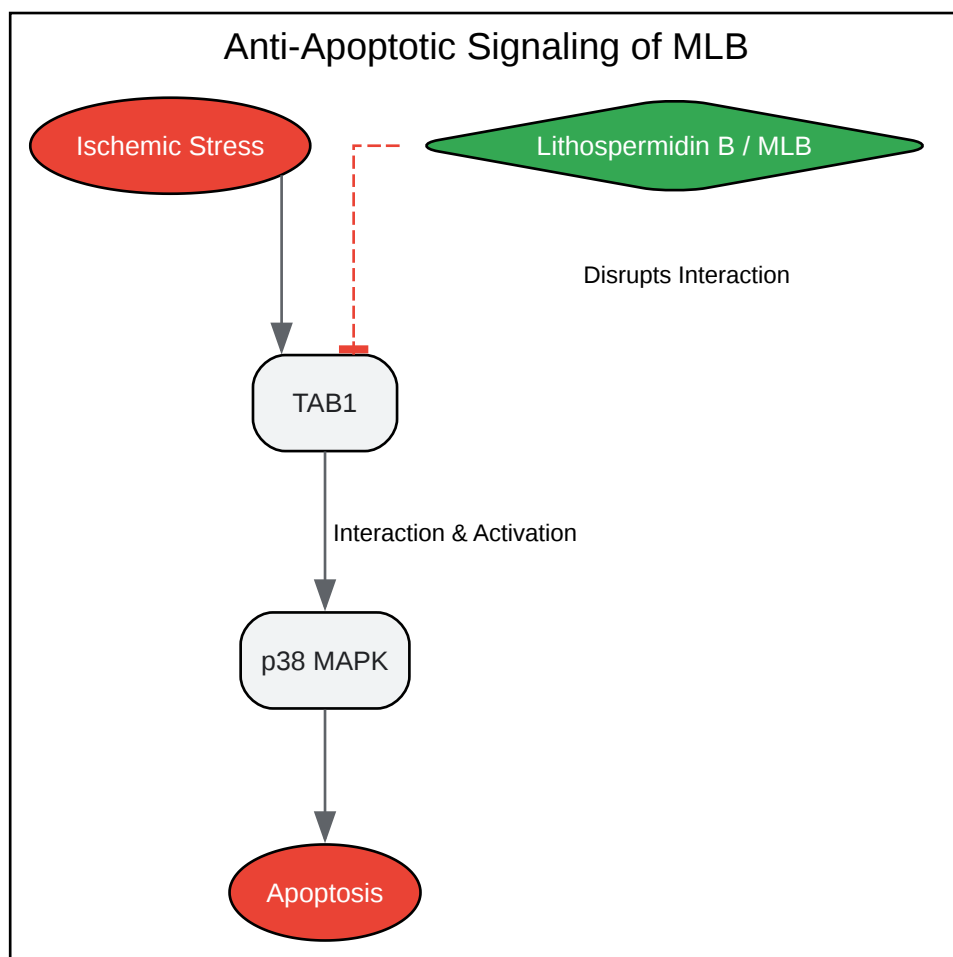 Anti-Apoptotic Signaling of MLB
Ischemic Stress
Lithospermidin B / MLB
Disrupts Interaction
TAB1
Interaction & Activation
p38 MAPK
Apoptosis